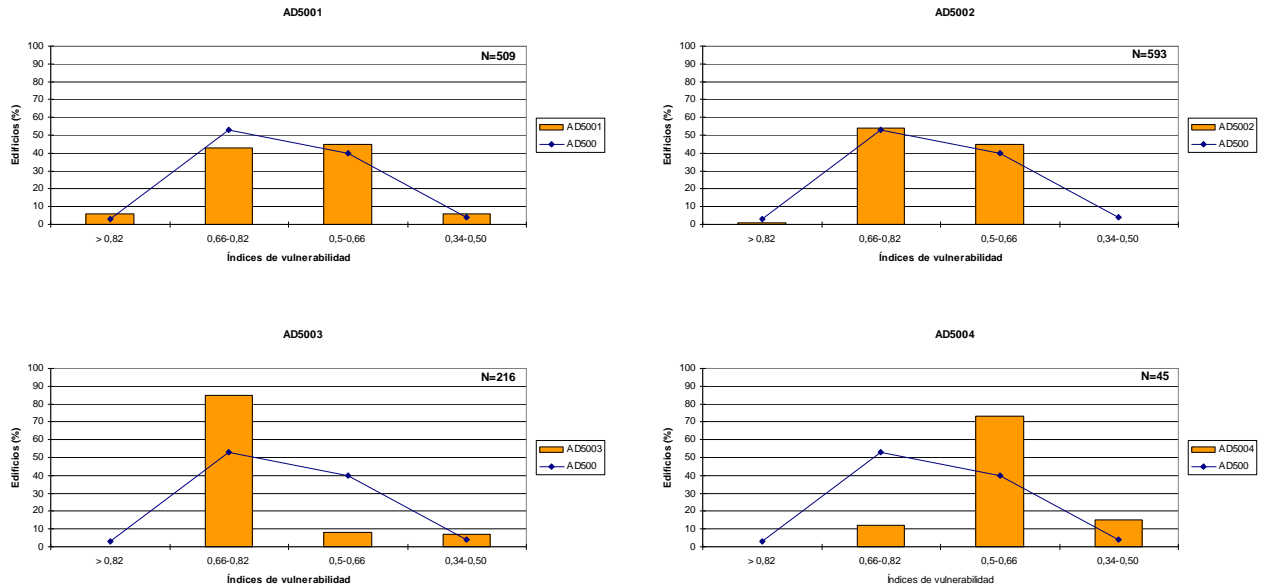 AD5001
N=509
100
90
80
70
60
50
40
30
20
10
0
Edificios (%)
> 0,82
0,66-0,82
0,5-0,66
0,34-0,50
Índices de vulnerabilidad
AD5001
AD500
AD5002
N=593
100
90
80
70
60
50
40
30
20
10
0
Edificios (%)
> 0,82
0,66-0,82
0,5-0,66
0,34-0,50
Índices de vulnerabilidad
AD5002
AD500
AD5003
N=216
100
90
80
70
60
50
40
30
20
10
0
Edificios (%)
> 0,82
0,66-0,82
0,5-0,66
0,34-0,50
Índices de vulnerabilidad
AD5003
AD500
AD5004
N=45
100
90
80
70
60
50
40
30
20
10
0
Edificios (%)
> 0,82
0,66-0,82
0,5-0,66
0,34-0,50
Índices de vulnerabilidad
AD5004
AD500